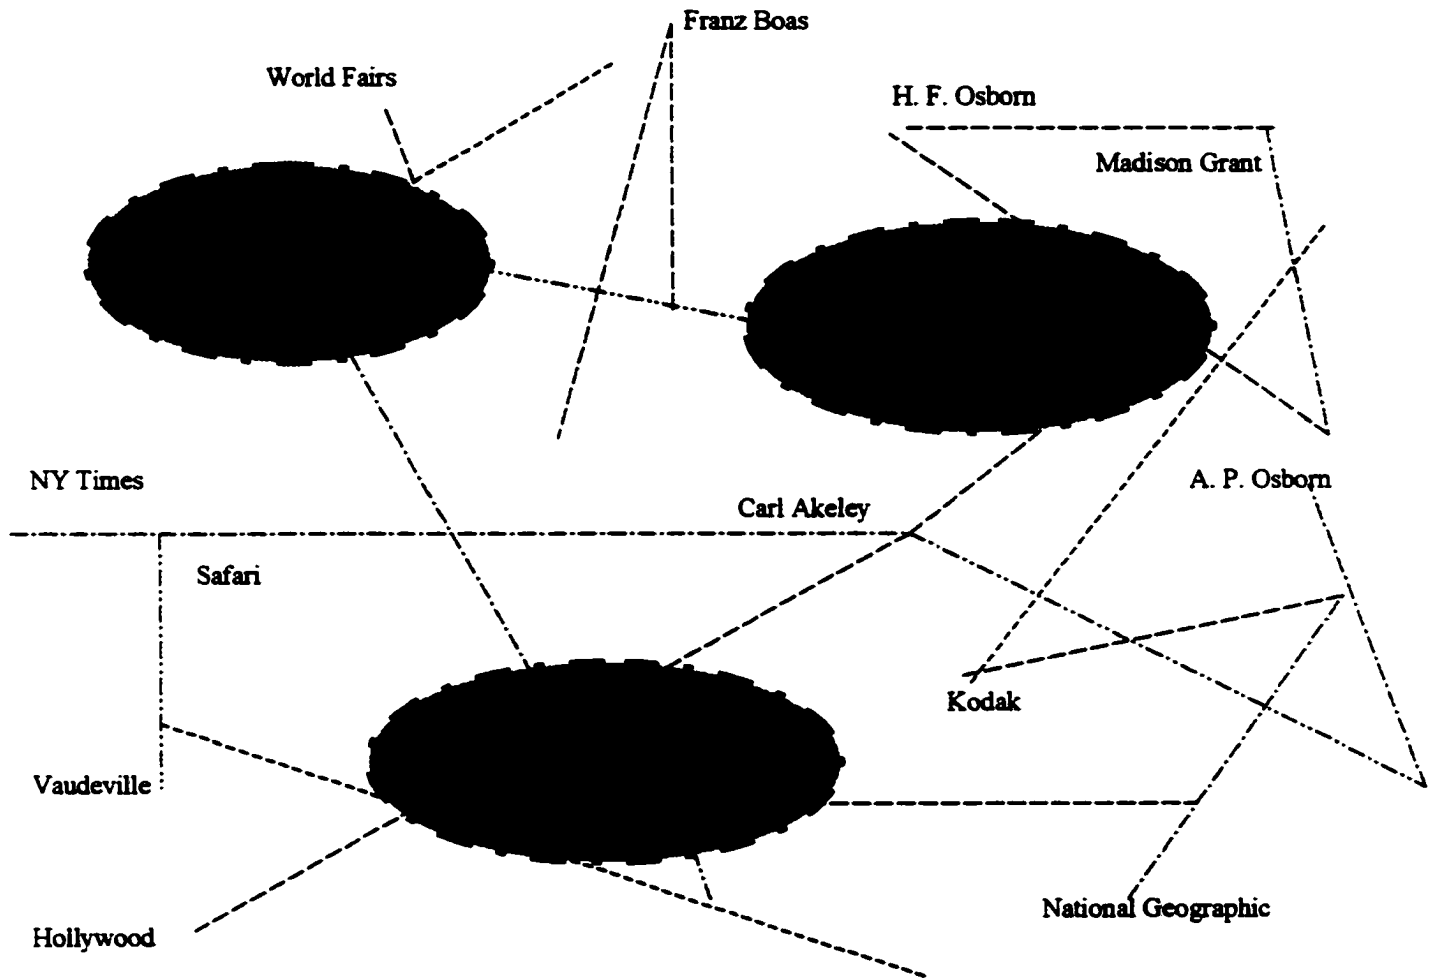 Franz Boas
World Fairs
H. F. Osborn
Madison Grant
NY Times
A. P. Osborn
Carl Akeley
Safari
Kodak
Vaudeville
National Geographic
Hollywood